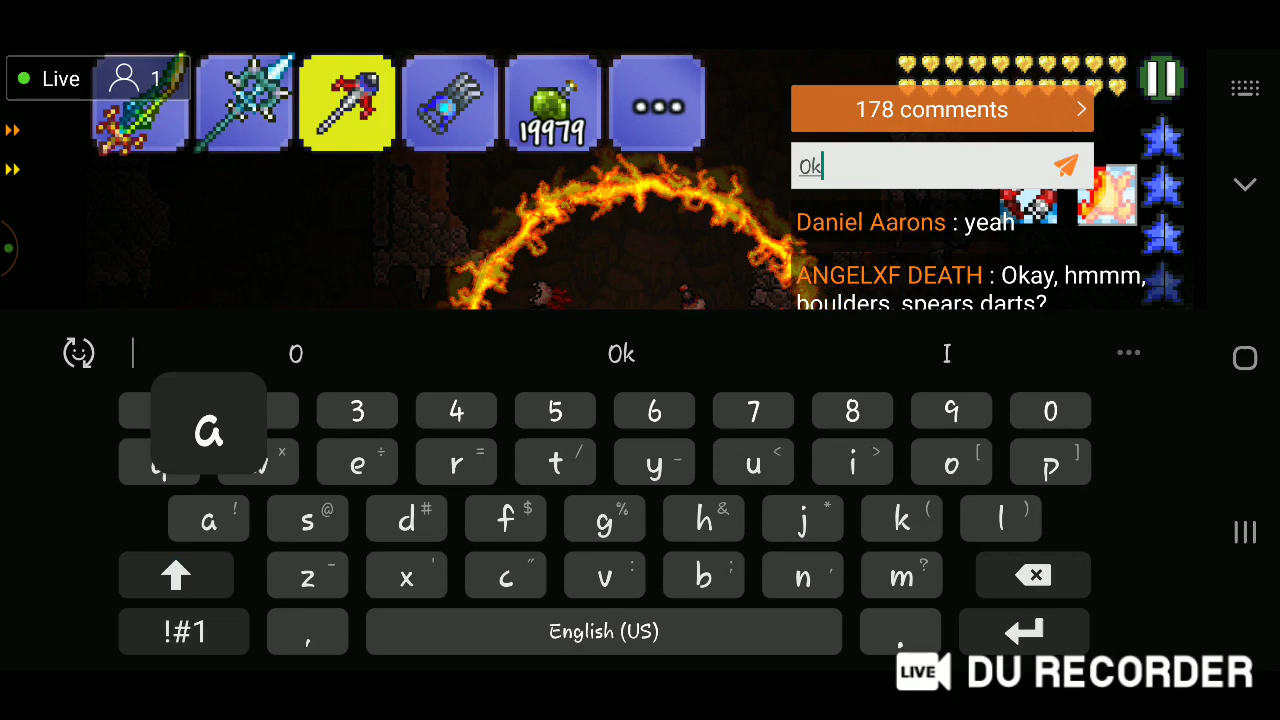 Live 1
19979
178 comments
Ok
Daniel Aarons : yeah
ANGELXF DEATH : Okay, hmmm,
boulders, spears darts?
O Ok I
a
3 4 5 6 7 8 9 0
x e ÷ r = t / y - u < i > o [ p ]
a ! s @ d # f $ g % h & j * k ( l )
z - x ' c " v : b ; n , m ?
!#1 , English (US) .
LIVE DU RECORDER